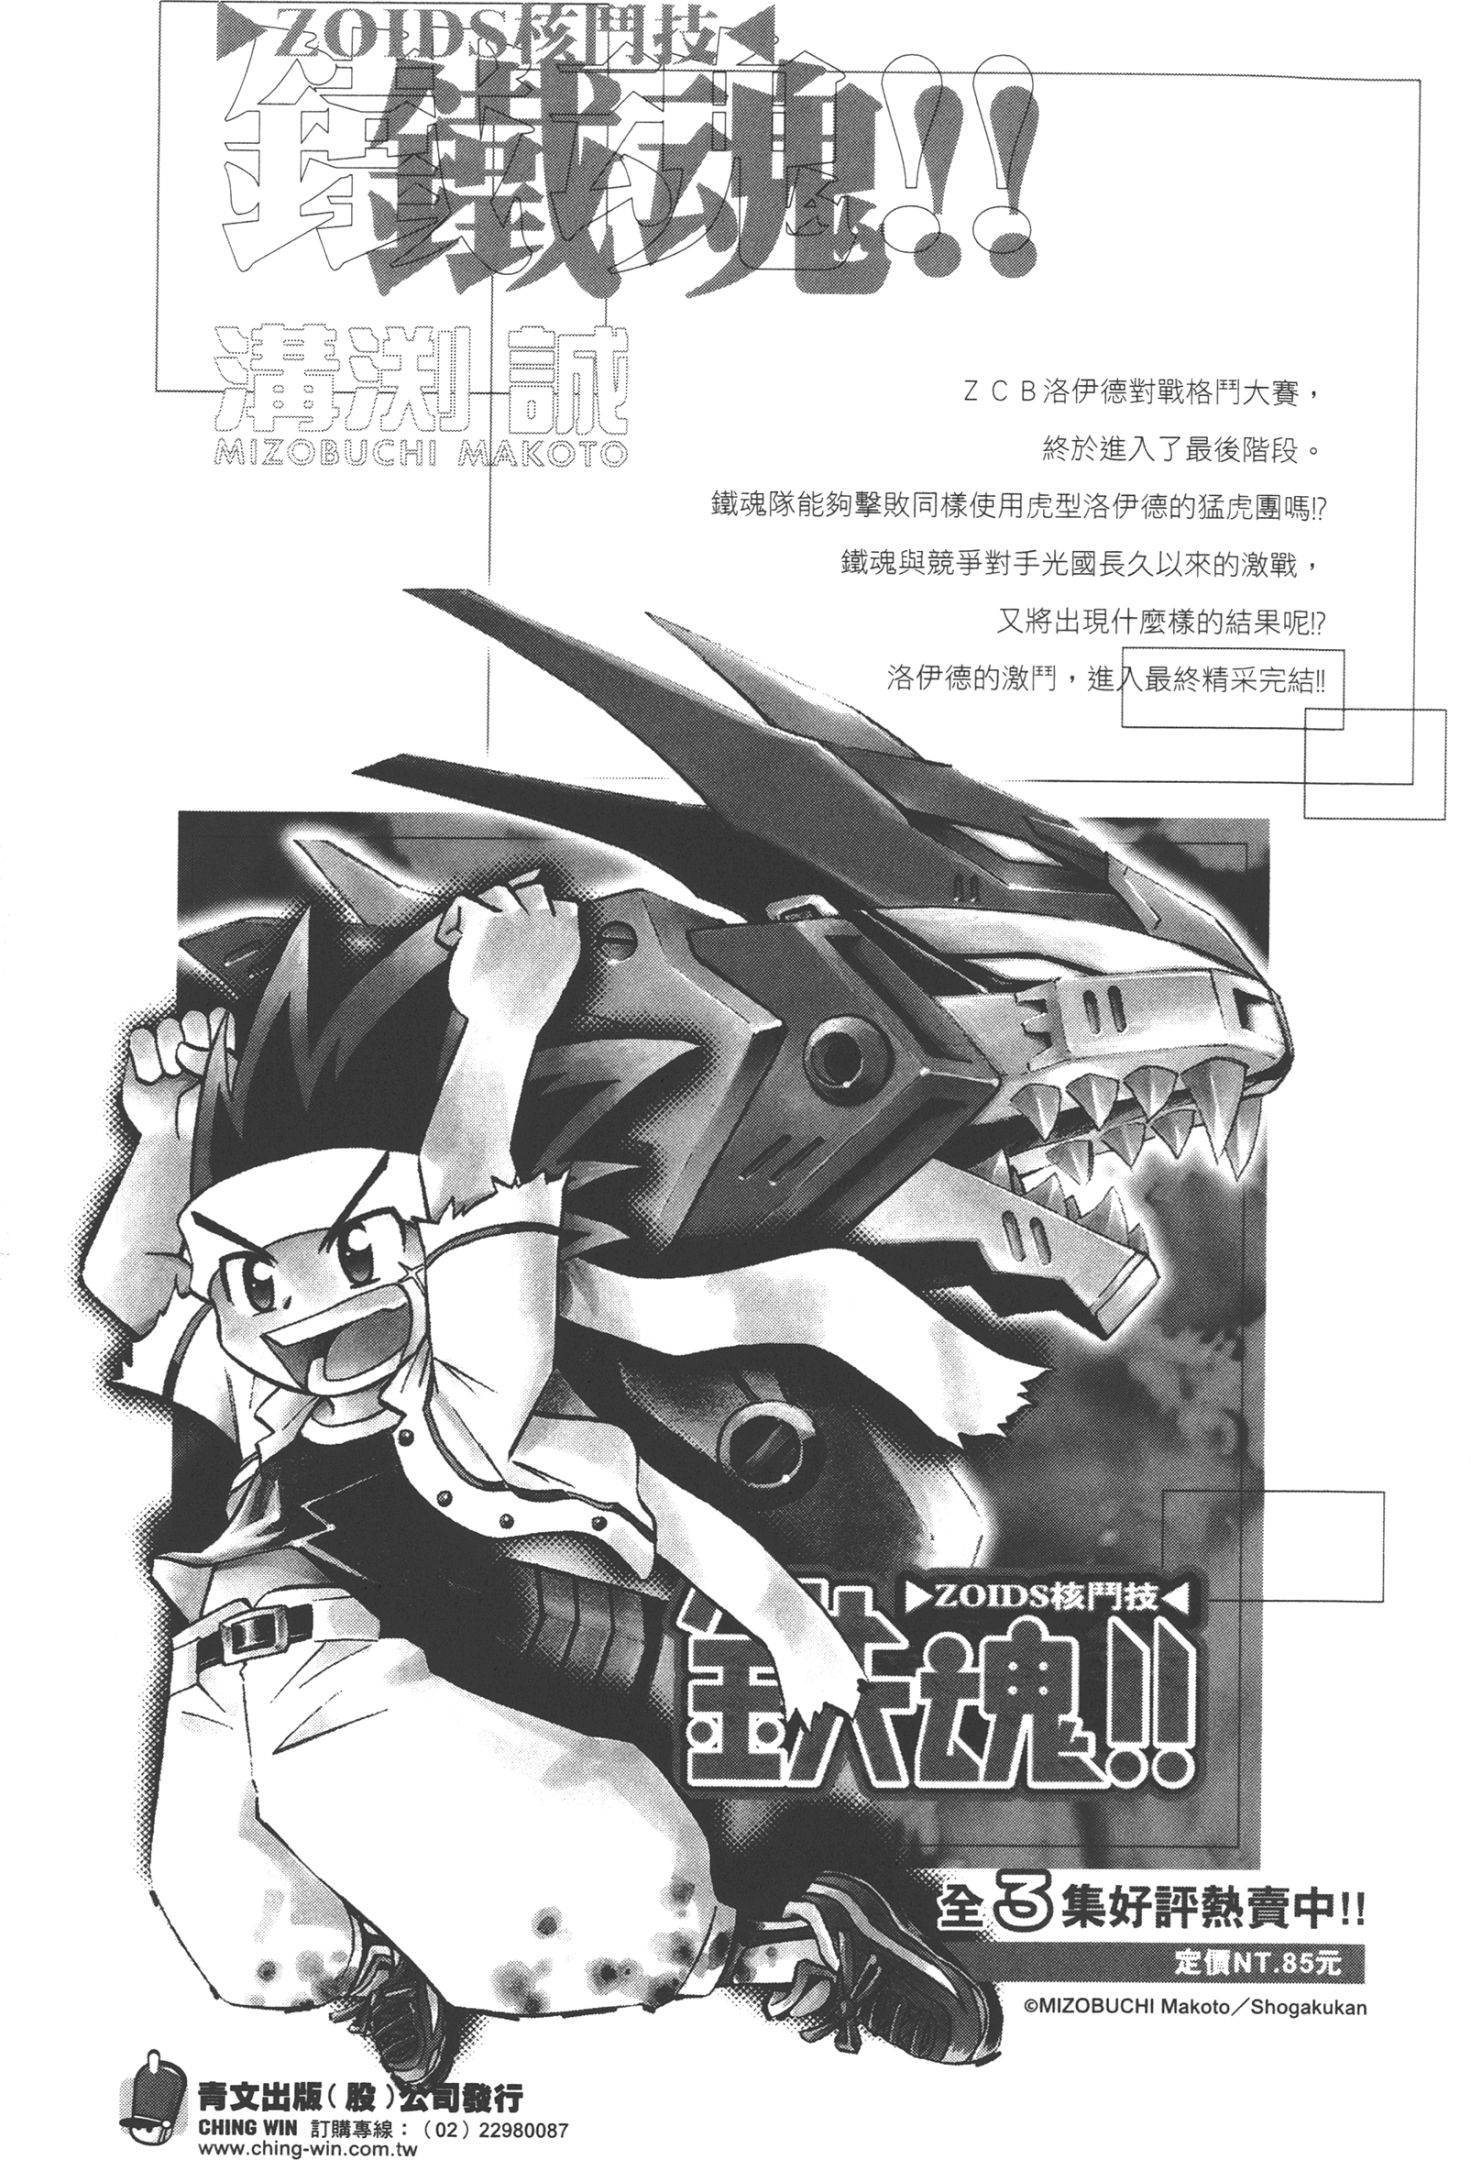 ▶ZOIDS核鬥技◀
鐵魂!!
溝渕 誠
MIZOBUCHI MAKOTO
ZCB洛伊德對戰格鬥大賽，
終於進入了最後階段。
鐵魂隊能夠擊敗同樣使用虎型洛伊德的猛虎團嗎!?
鐵魂與競爭對手光國長久以來的激戰，
又將出現什麼樣的結果呢!?
洛伊德的激鬥，進入最終精采完結!!
▶ZOIDS核鬥技◀
鉄魂!!
全3集好評熱賣中!!
定價NT.85元
©MIZOBUCHI Makoto／Shogakukan
青文出版（股）公司發行
CHING WIN 訂購專線：（02）22980087
www.ching-win.com.tw